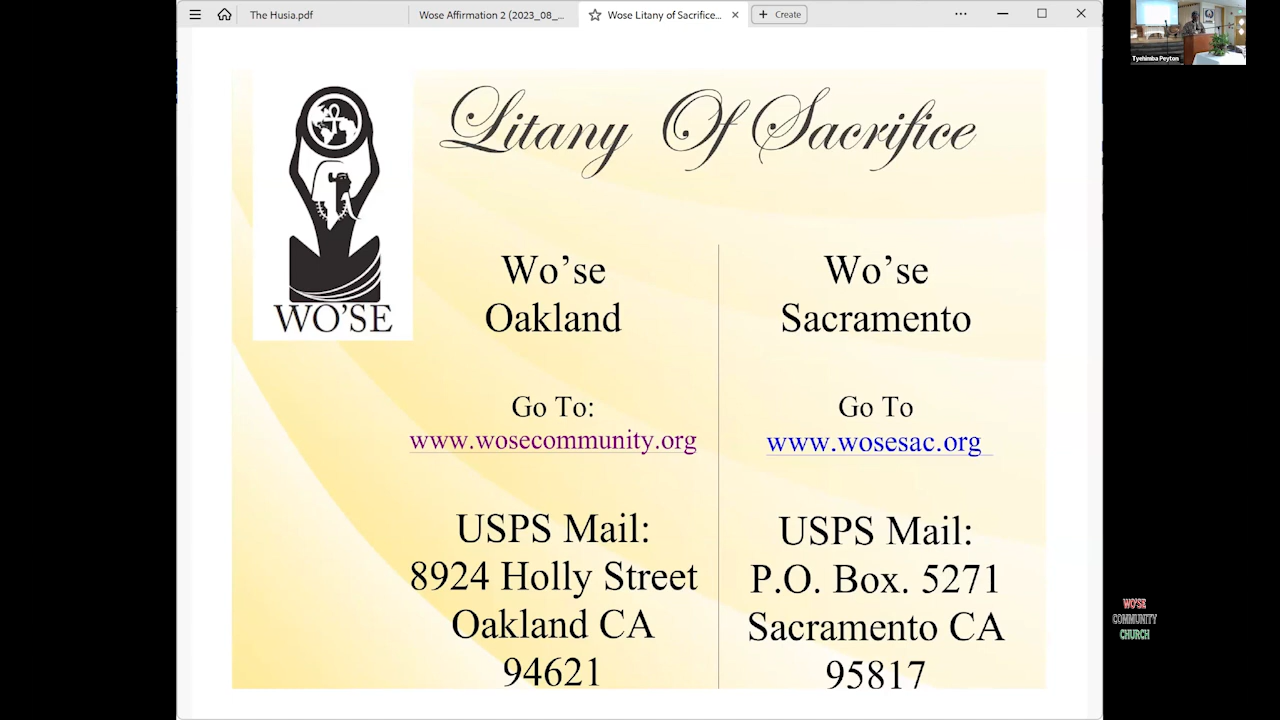 The Husia.pdf
Wose Affirmation 2 (2023_08_...
Wose Litany of Sacrifice...
+ Create
Tyehimba Peyton
Litany Of Sacrifice
WO'SE
Wo’se
Oakland
Go To:
www.wosecommunity.org
USPS Mail:
8924 Holly Street
Oakland CA
94621
Wo’se
Sacramento
Go To
www.wosesac.org
USPS Mail:
P.O. Box. 5271
Sacramento CA
95817
WO'SE
COMMUNITY
CHURCH